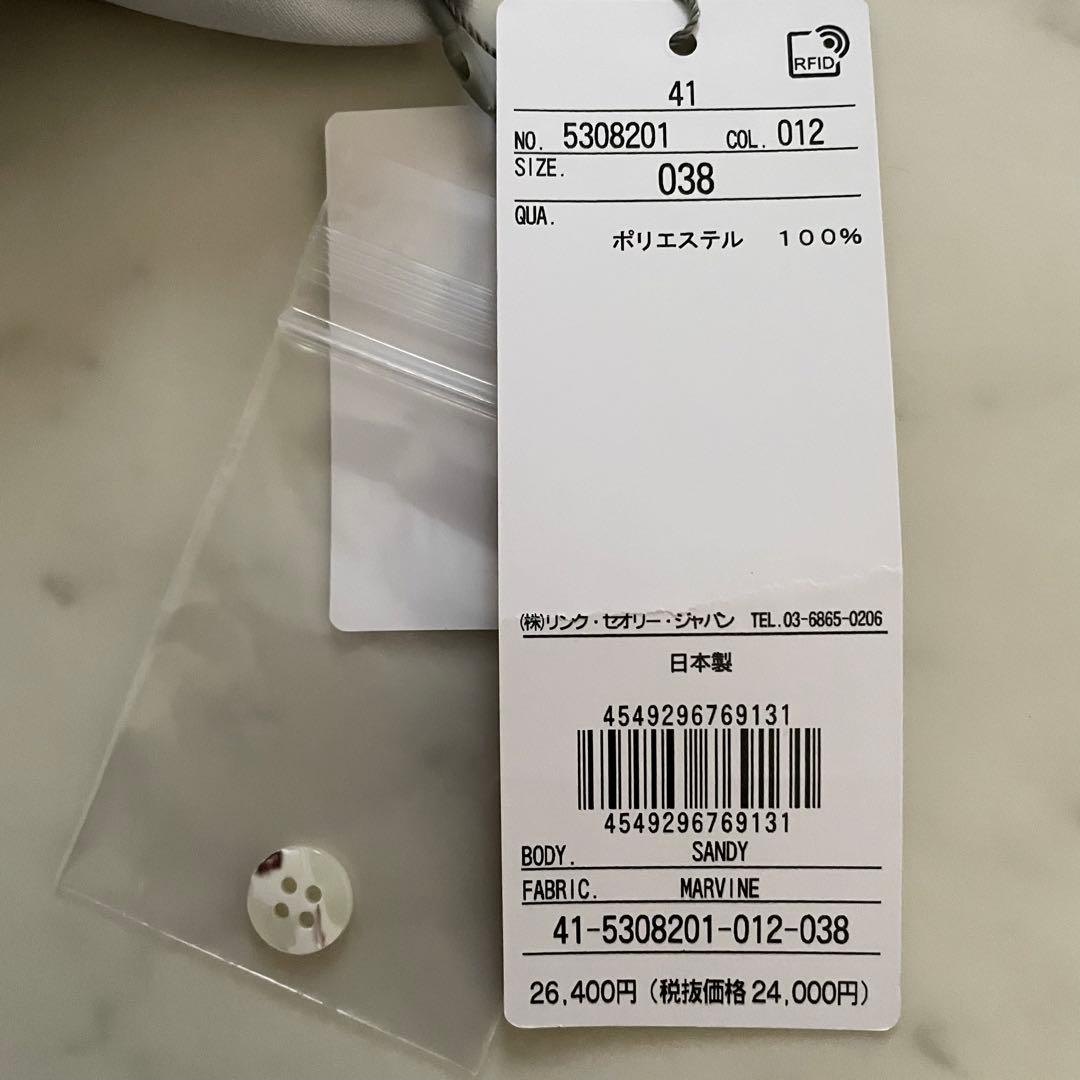 RFID
41
NO. 5308201 COL. 012
SIZE. 038
QUA.
ポリエステル 100%
(株)リンク・セオリー・ジャパン TEL.03-6865-0206
日本製
4549296769131
4549296769131
BODY. SANDY
FABRIC. MARVINE
41-5308201-012-038
26,400円(税抜価格24,000円)